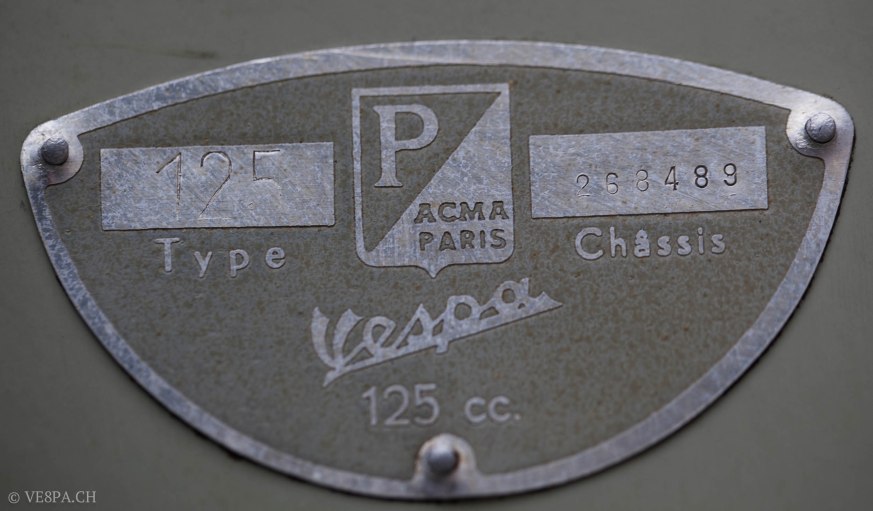 P
ACMA
PARIS
125
Type
268489
Châssis
Vespa
125 cc.
© VE8PA.CH